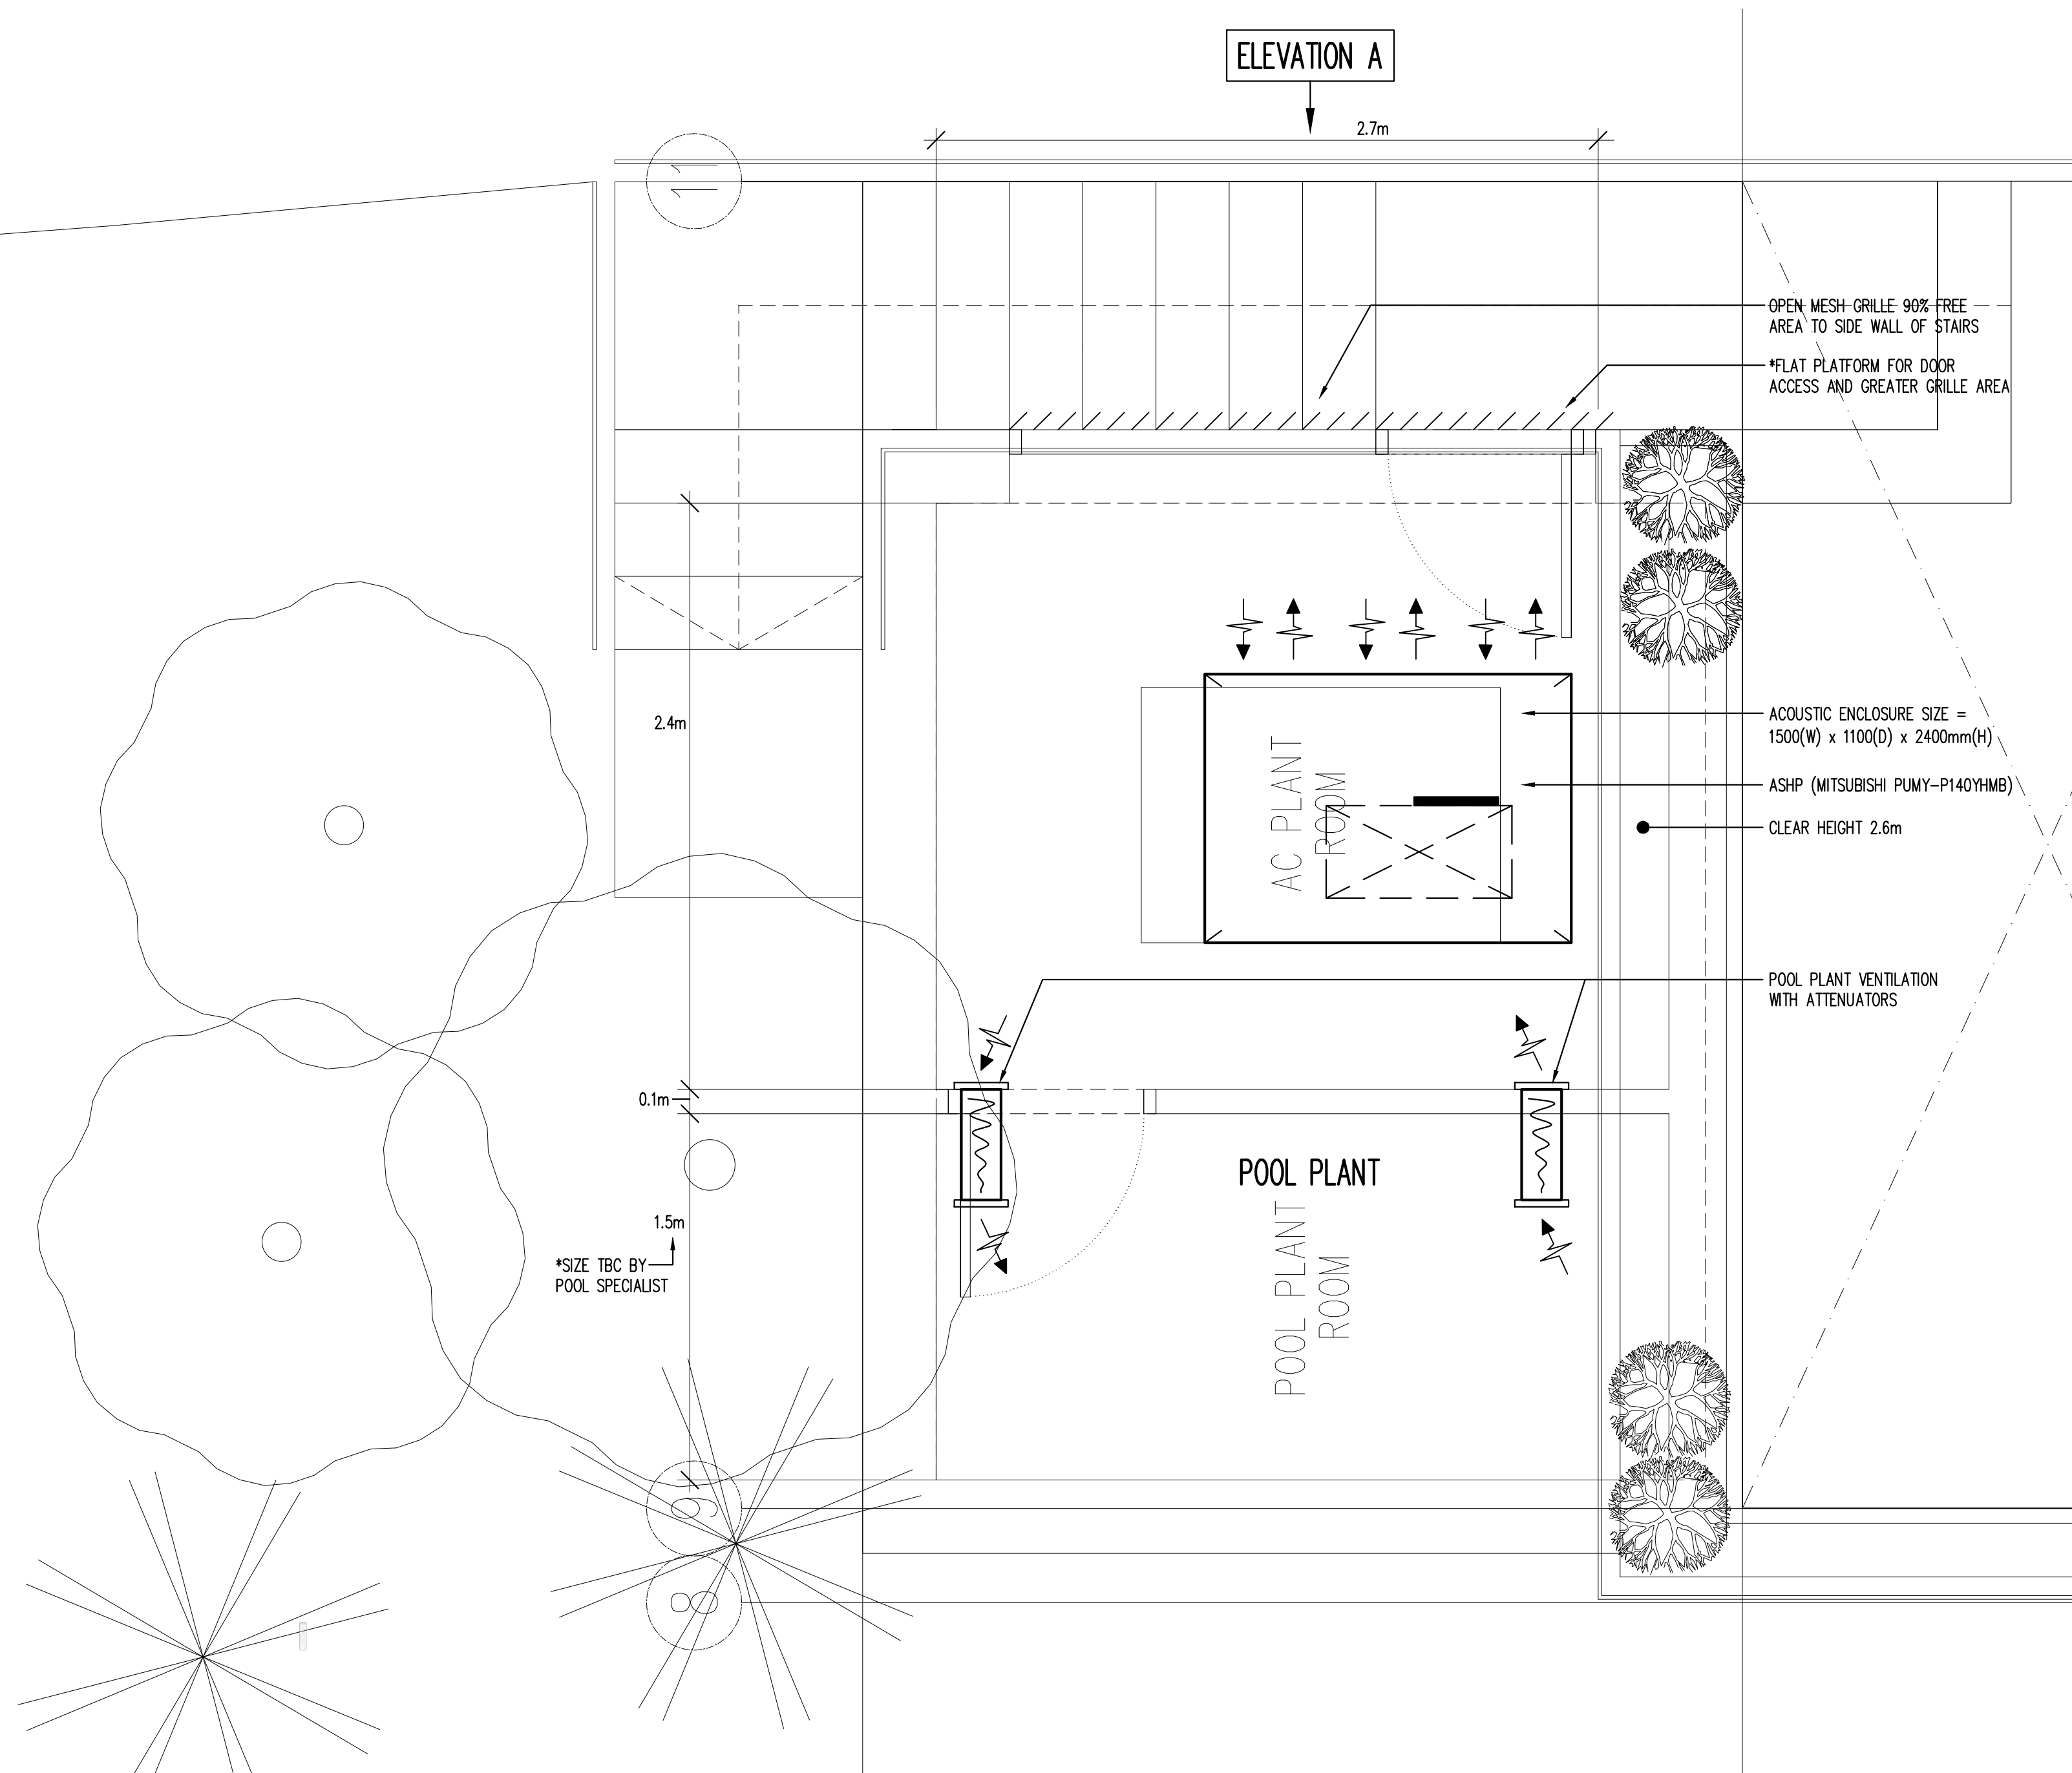 ELEVATION A
2.7m
11
OPEN MESH GRILLE 90% FREE
AREA TO SIDE WALL OF STAIRS
*FLAT PLATFORM FOR DOOR
ACCESS AND GREATER GRILLE AREA
2.4m
ACOUSTIC ENCLOSURE SIZE =
1500(W) x 1100(D) x 2400mm(H)
AC PLANT
ROOM
ASHP (MITSUBISHI PUMY-P140YHMB)
CLEAR HEIGHT 2.6m
POOL PLANT VENTILATION
WITH ATTENUATORS
0.1m
POOL PLANT
1.5m
*SIZE TBC BY
POOL SPECIALIST
POOL PLANT
ROOM
9
8